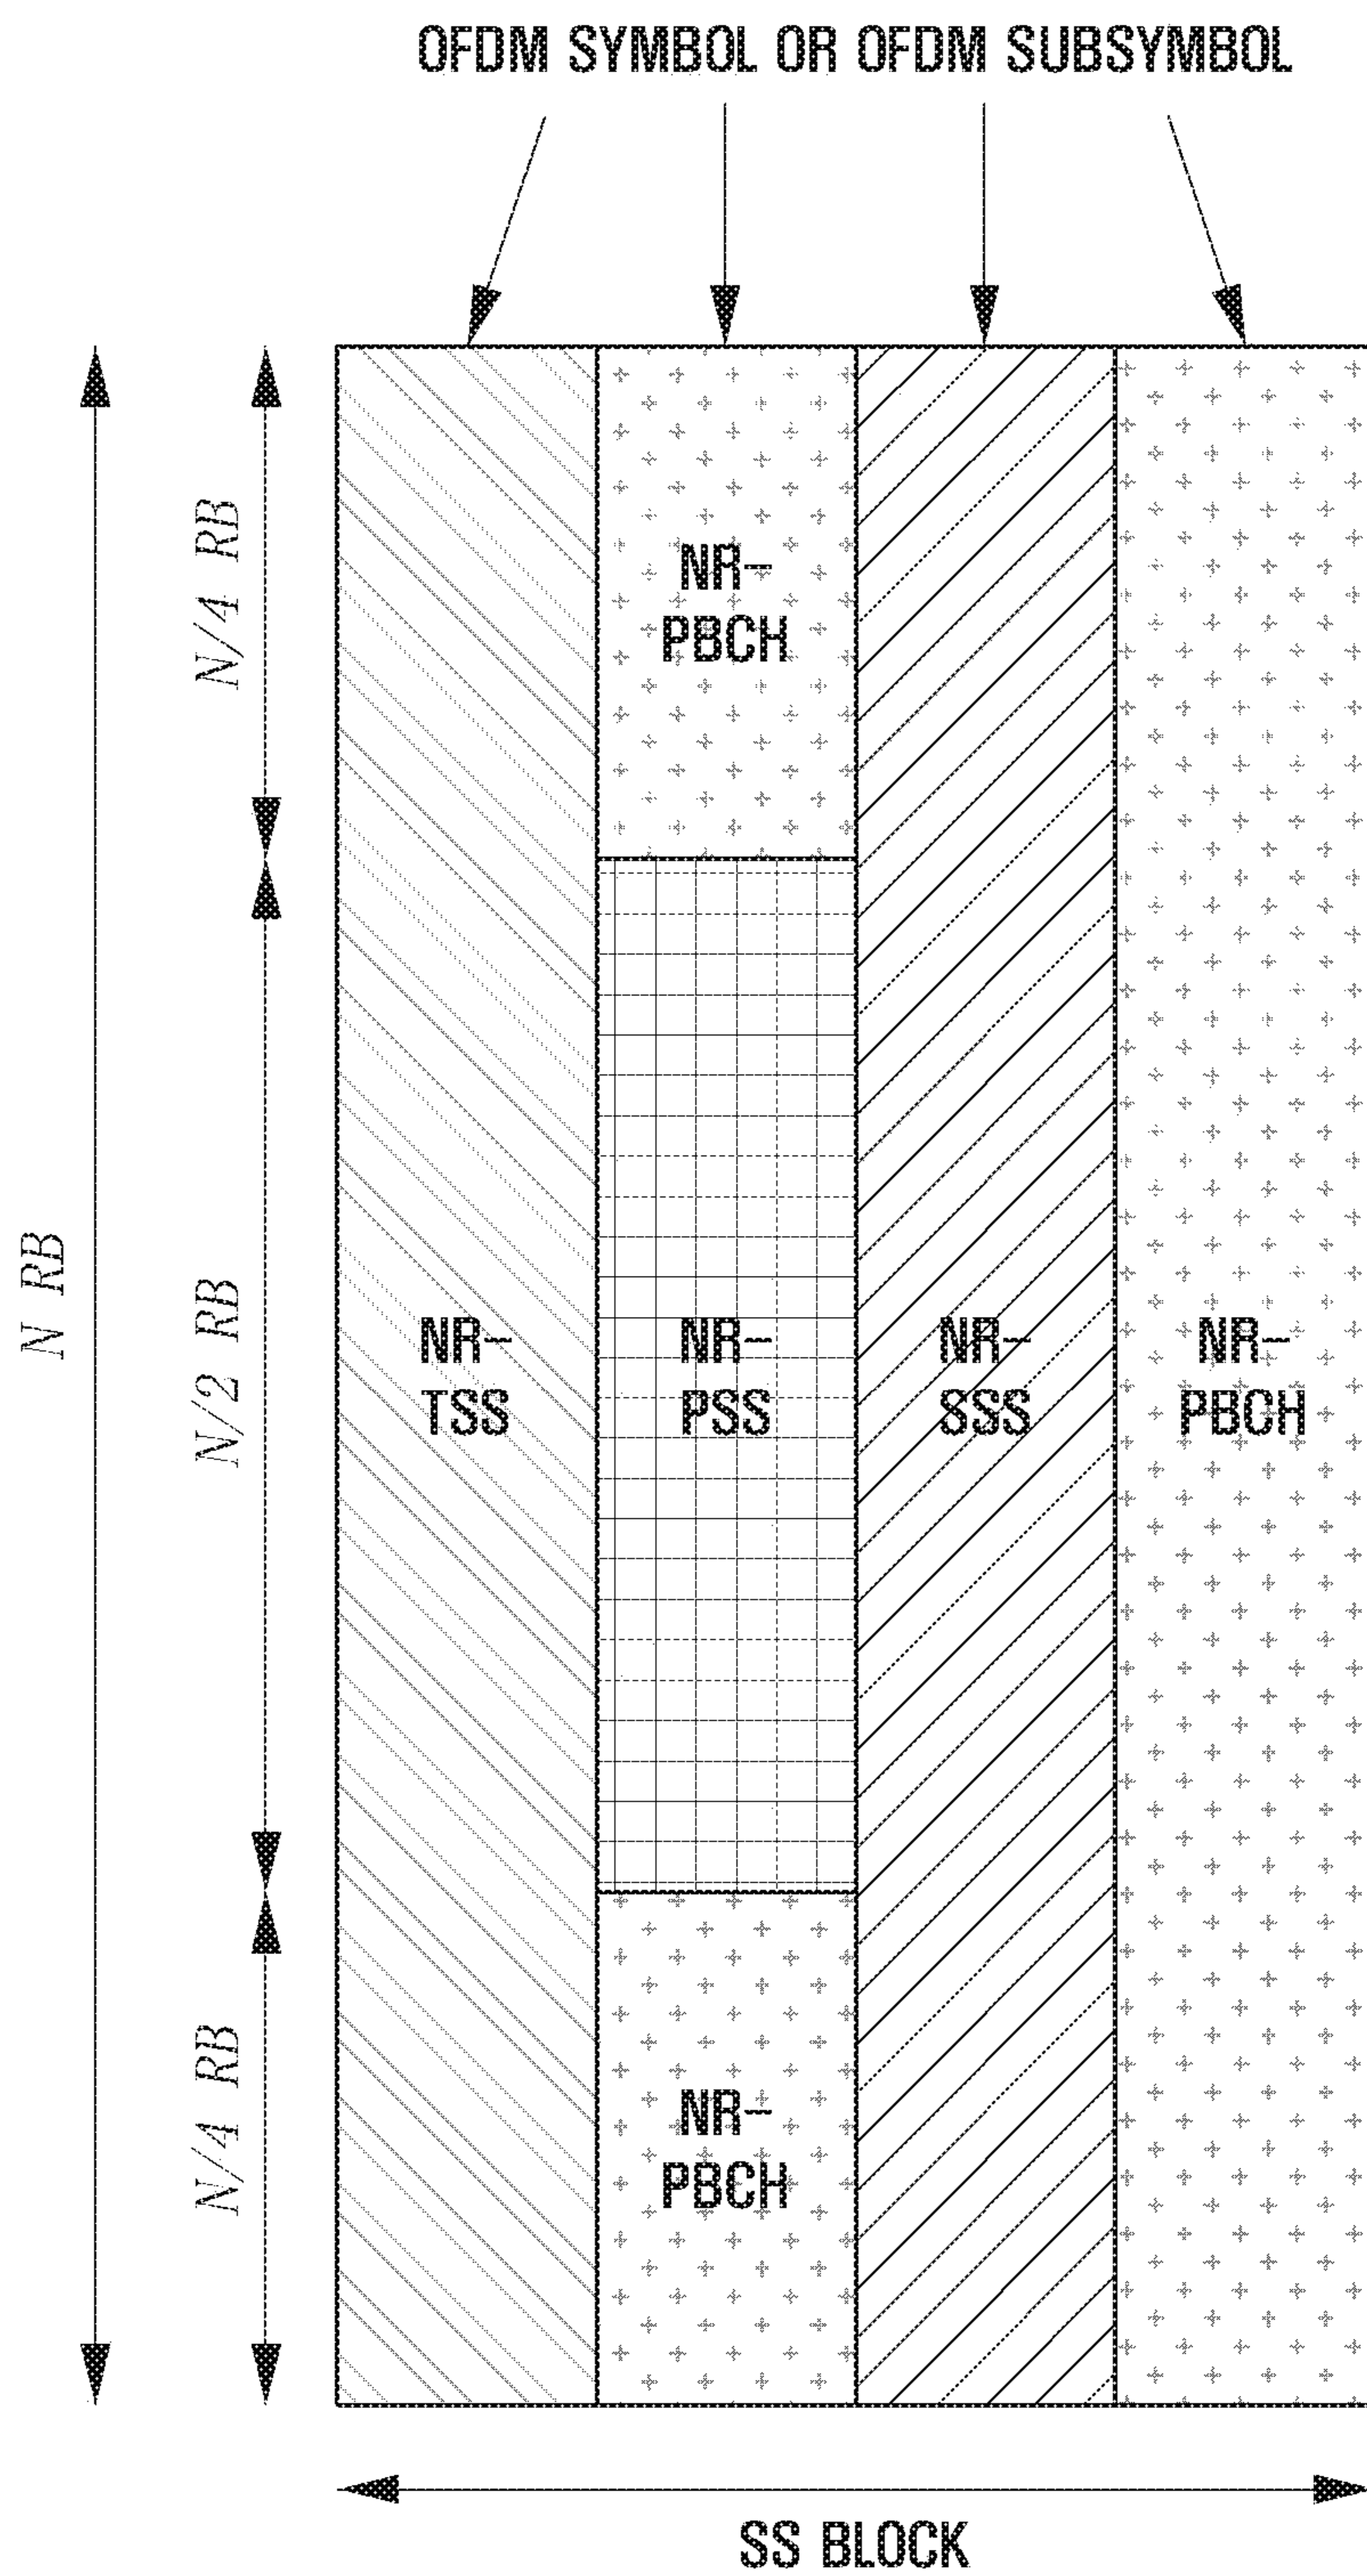 OFDM SYMBOL OR OFDM SUBSYMBOL
N RB
N/4 RB
N/2 RB
N/4 RB
NR-
TSS
NR-
PBCH
NR-
PSS
NR-
PBCH
NR-
SSS
NR-
PBCH
SS BLOCK